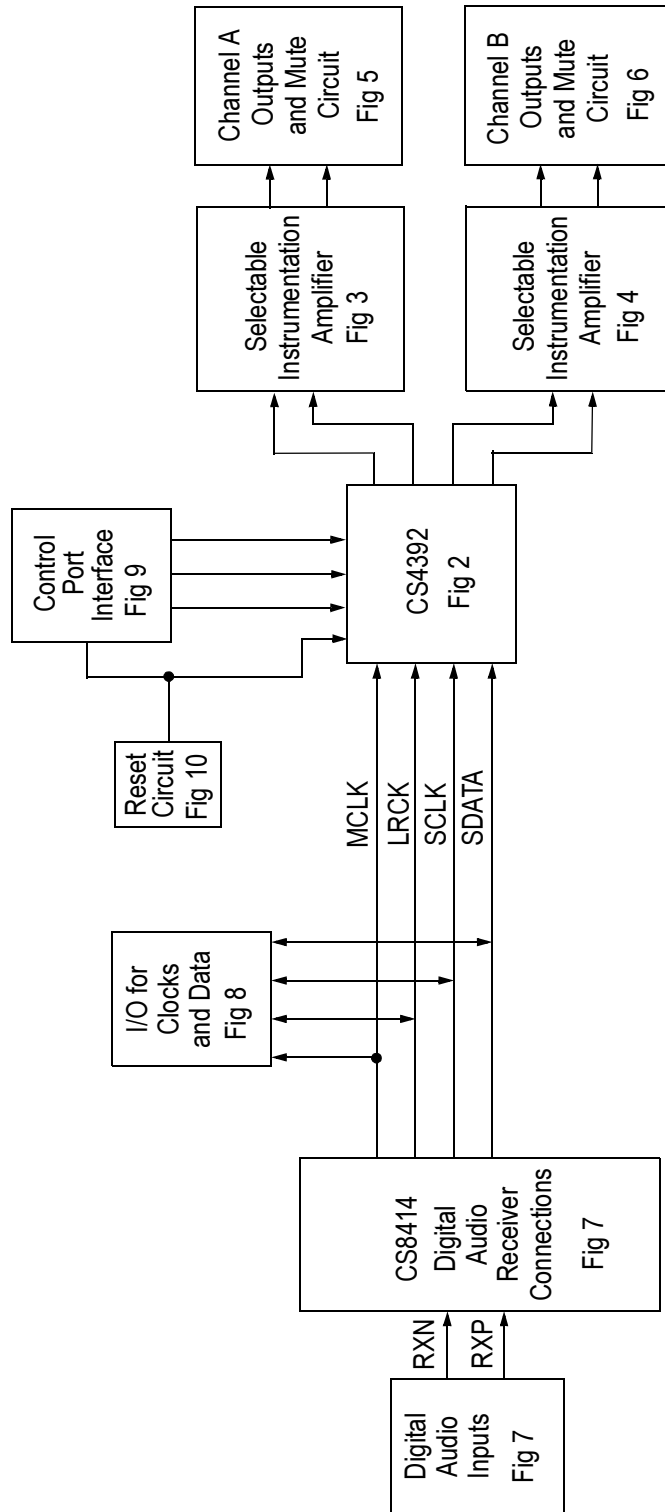 Digital
Audio
Inputs
Fig 7
RXN
RXP
CS8414
Digital
Audio
Receiver
Connections
Fig 7
I/O for
Clocks
and Data
Fig 8
MCLK
LRCK
SCLK
SDATA
Reset
Circuit
Fig 10
Control
Port
Interface
Fig 9
CS4392
Fig 2
Selectable
Instrumentation
Amplifier
Fig 3
Channel A
Outputs
and Mute
Circuit
Fig 5
Selectable
Instrumentation
Amplifier
Fig 4
Channel B
Outputs
and Mute
Circuit
Fig 6